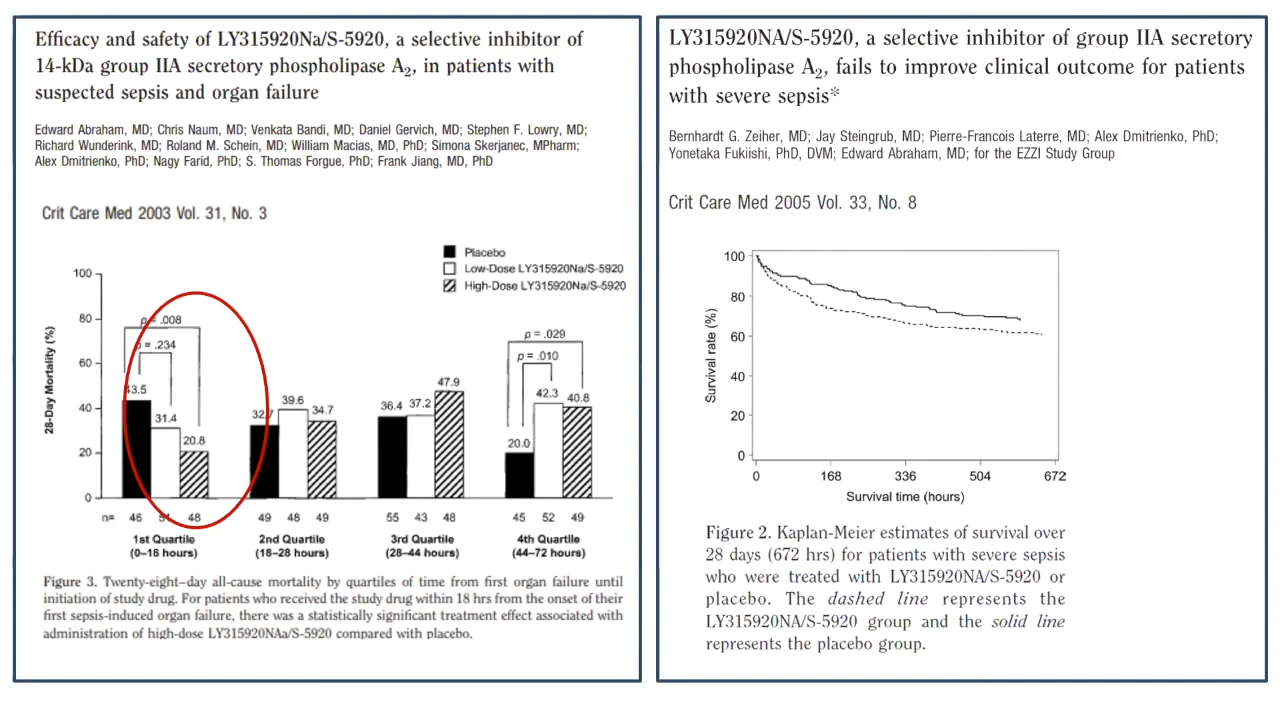 Efficacy and safety of LY315920Na/S-5920, a selective inhibitor of
14-kDa group IIA secretory phospholipase A2, in patients with
suspected sepsis and organ failure
Edward Abraham, MD; Chris Naum, MD; Venkata Bandi, MD; Daniel Gervich, MD; Stephen F. Lowry, MD;
Richard Wunderink, MD; Roland M. Schein, MD; William Macias, MD, PhD; Simona Skerjanec, MPharm;
Alex Dmitrienko, PhD; Nagy Farid, PhD; S. Thomas Forgue, PhD; Frank Jiang, MD, PhD
Crit Care Med 2003 Vol. 31, No. 3
Placebo
Low-Dose LY315920Na/S-5920
High-Dose LY315920Na/S-5920
28-Day Mortality (%)
100
80
60
40
20
0
p = .008
p = .234
43.5
31.4
20.8
32.7
39.6
34.7
36.4
37.2
47.9
p = .029
p = .010
20.0
42.3
40.8
n= 46 51 48 49 48 49 55 43 48 45 52 49
1st Quartile 2nd Quartile 3rd Quartile 4th Quartile
(0–18 hours) (18–28 hours) (28–44 hours) (44–72 hours)
Figure 3. Twenty-eight–day all-cause mortality by quartiles of time from first organ failure until
initiation of study drug. For patients who received the study drug within 18 hrs from the onset of their
first sepsis-induced organ failure, there was a statistically significant treatment effect associated with
administration of high-dose LY315920NAa/S-5920 compared with placebo.
LY315920NA/S-5920, a selective inhibitor of group IIA secretory
phospholipase A2, fails to improve clinical outcome for patients
with severe sepsis*
Bernhardt G. Zeiher, MD; Jay Steingrub, MD; Pierre-Francois Laterre, MD; Alex Dmitrienko, PhD;
Yonetaka Fukiishi, PhD, DVM; Edward Abraham, MD; for the EZZI Study Group
Crit Care Med 2005 Vol. 33, No. 8
Survival rate (%)
100
80
60
40
20
0
0 168 336 504 672
Survival time (hours)
Figure 2. Kaplan-Meier estimates of survival over
28 days (672 hrs) for patients with severe sepsis
who were treated with LY315920NA/S-5920 or
placebo. The dashed line represents the
LY315920NA/S-5920 group and the solid line
represents the placebo group.